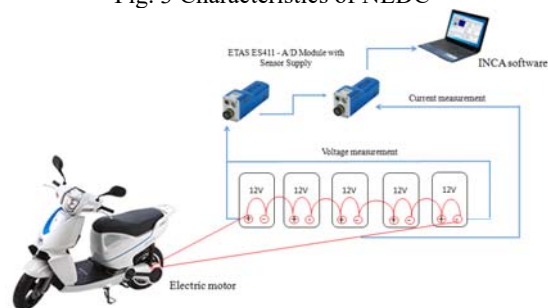 Fig. 3 Characteristics of NEDC
ETAS ES411 - A/D Module with
Sensor Supply
INCA software
Current measurement
Voltage measurement
12V
12V
12V
12V
12V
Electric motor